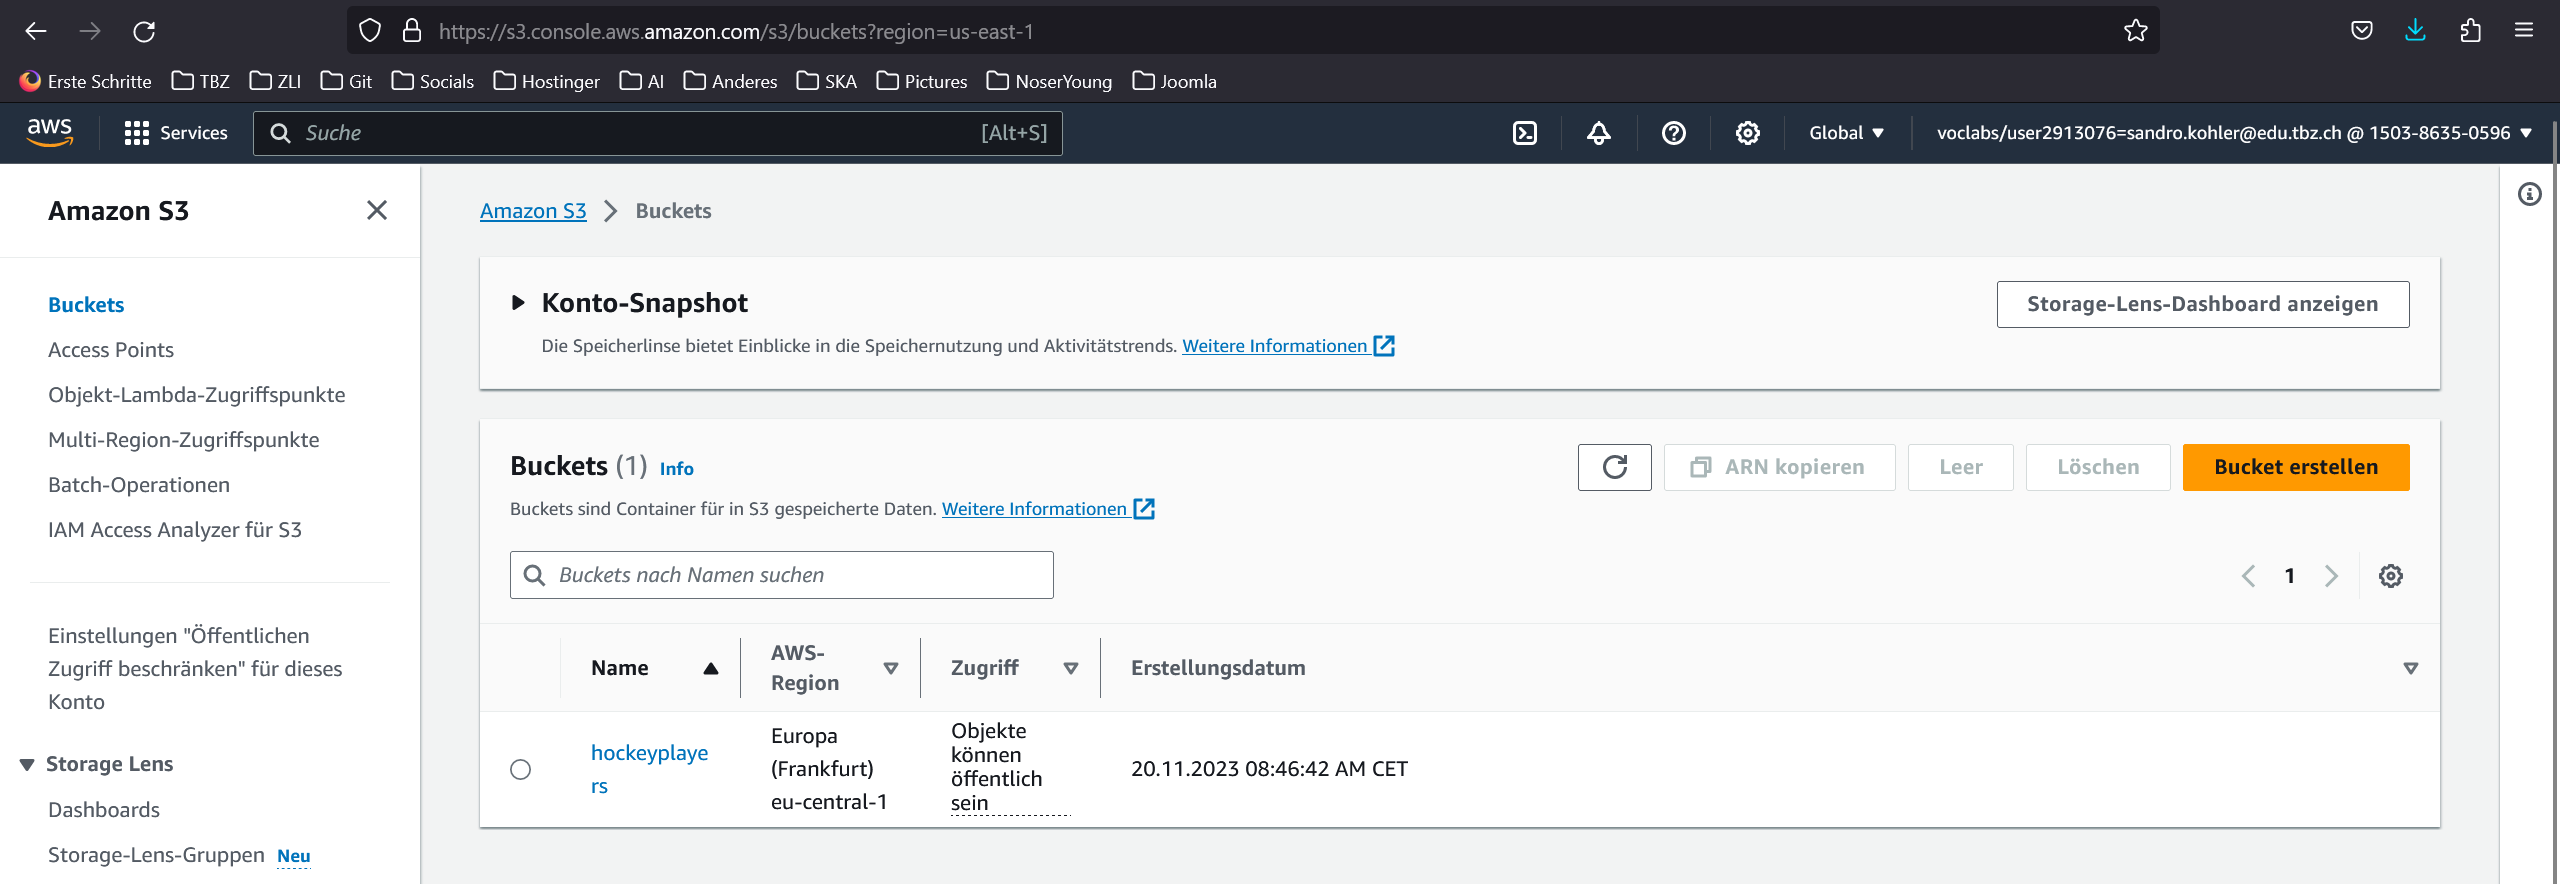 https://s3.console.aws.amazon.com/s3/buckets?region=us-east-1
Erste Schritte TBZ ZLI Git Socials Hostinger AI Anderes SKA Pictures NoserYoung Joomla
aws Services Suche [Alt+S] Global voclabs/user2913076=sandro.kohler@edu.tbz.ch @ 1503-8635-0596
Amazon S3
Buckets
Access Points
Objekt-Lambda-Zugriffspunkte
Multi-Region-Zugriffspunkte
Batch-Operationen
IAM Access Analyzer für S3
Einstellungen "Öffentlichen
Zugriff beschränken" für dieses
Konto
Storage Lens
Dashboards
Storage-Lens-Gruppen Neu
Amazon S3 Buckets
Konto-Snapshot
Storage-Lens-Dashboard anzeigen
Die Speicherlinse bietet Einblicke in die Speichernutzung und Aktivitätstrends. Weitere Informationen
Buckets (1) Info
ARN kopieren Leer Löschen Bucket erstellen
Buckets sind Container für in S3 gespeicherte Daten. Weitere Informationen
Buckets nach Namen suchen
1
Name
AWS-
Region
Zugriff
Erstellungsdatum
hockeyplaye
rs
Europa
(Frankfurt)
eu-central-1
Objekte
können
öffentlich
sein
20.11.2023 08:46:42 AM CET